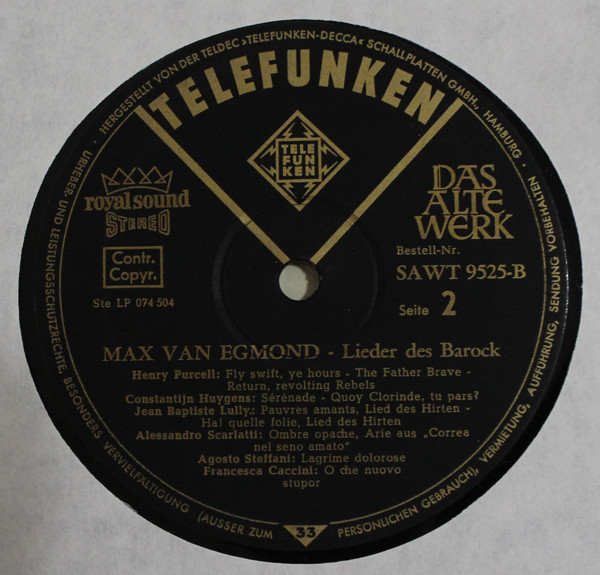 HERGESTELLT VON DER TELDEC »TELEFUNKEN-DECCA« SCHALLPLATTEN GMBH., HAMBURG
TELEFUNKEN
TELE
FUN
KEN
royal sound
STEREO
DAS
ALTE
WERK
Contr.
Copyr.
Bestell-Nr.
SAWT 9525-B
Ste LP 074 504
Seite 2
MAX VAN EGMOND - Lieder des Barock
Henry Purcell: Fly swift, ye hours - The Father Brave -
Return, revolting Rebels
Constantijn Huygens: Sérénade - Quoy Clorinde, tu pars?
Jean Baptiste Lully: Pauvres amants, Lied des Hirten -
Ha! quelle folie, Lied des Hirten
Alessandro Scarlatti: Ombre opache, Arie aus „Correa
nel seno amato"
Agosto Steffani: Lagrime dolorose
Francesca Caccini: O che nuovo
stupor
33
URHEBER- UND LEISTUNGSSCHUTZRECHTE, BESONDERS VERVIELFÄLTIGUNG (AUSSER ZUM PERSÖNLICHEN GEBRAUCH), VERMIETUNG, AUFFÜHRUNG, SENDUNG VORBEHALTEN